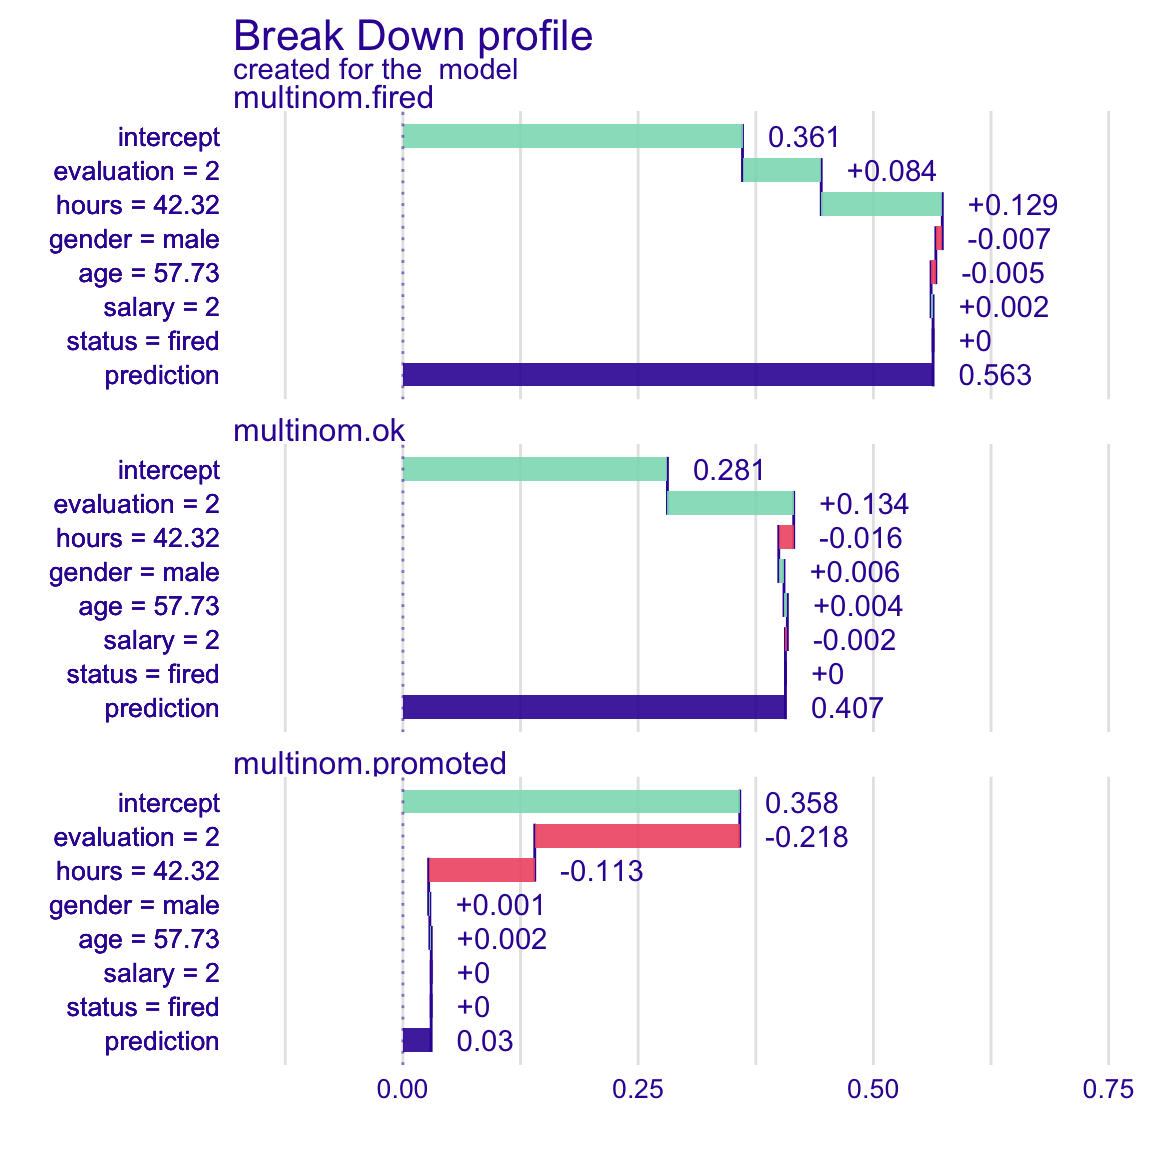 Break Down profile
created for the  model
multinom.fired
intercept 0.361
evaluation = 2 +0.084
hours = 42.32 +0.129
gender = male -0.007
age = 57.73 -0.005
salary = 2 +0.002
status = fired +0
prediction 0.563
multinom.ok
intercept 0.281
evaluation = 2 +0.134
hours = 42.32 -0.016
gender = male +0.006
age = 57.73 +0.004
salary = 2 -0.002
status = fired +0
prediction 0.407
multinom.promoted
intercept 0.358
evaluation = 2 -0.218
hours = 42.32 -0.113
gender = male +0.001
age = 57.73 +0.002
salary = 2 +0
status = fired +0
prediction 0.03
0.00 0.25 0.50 0.75